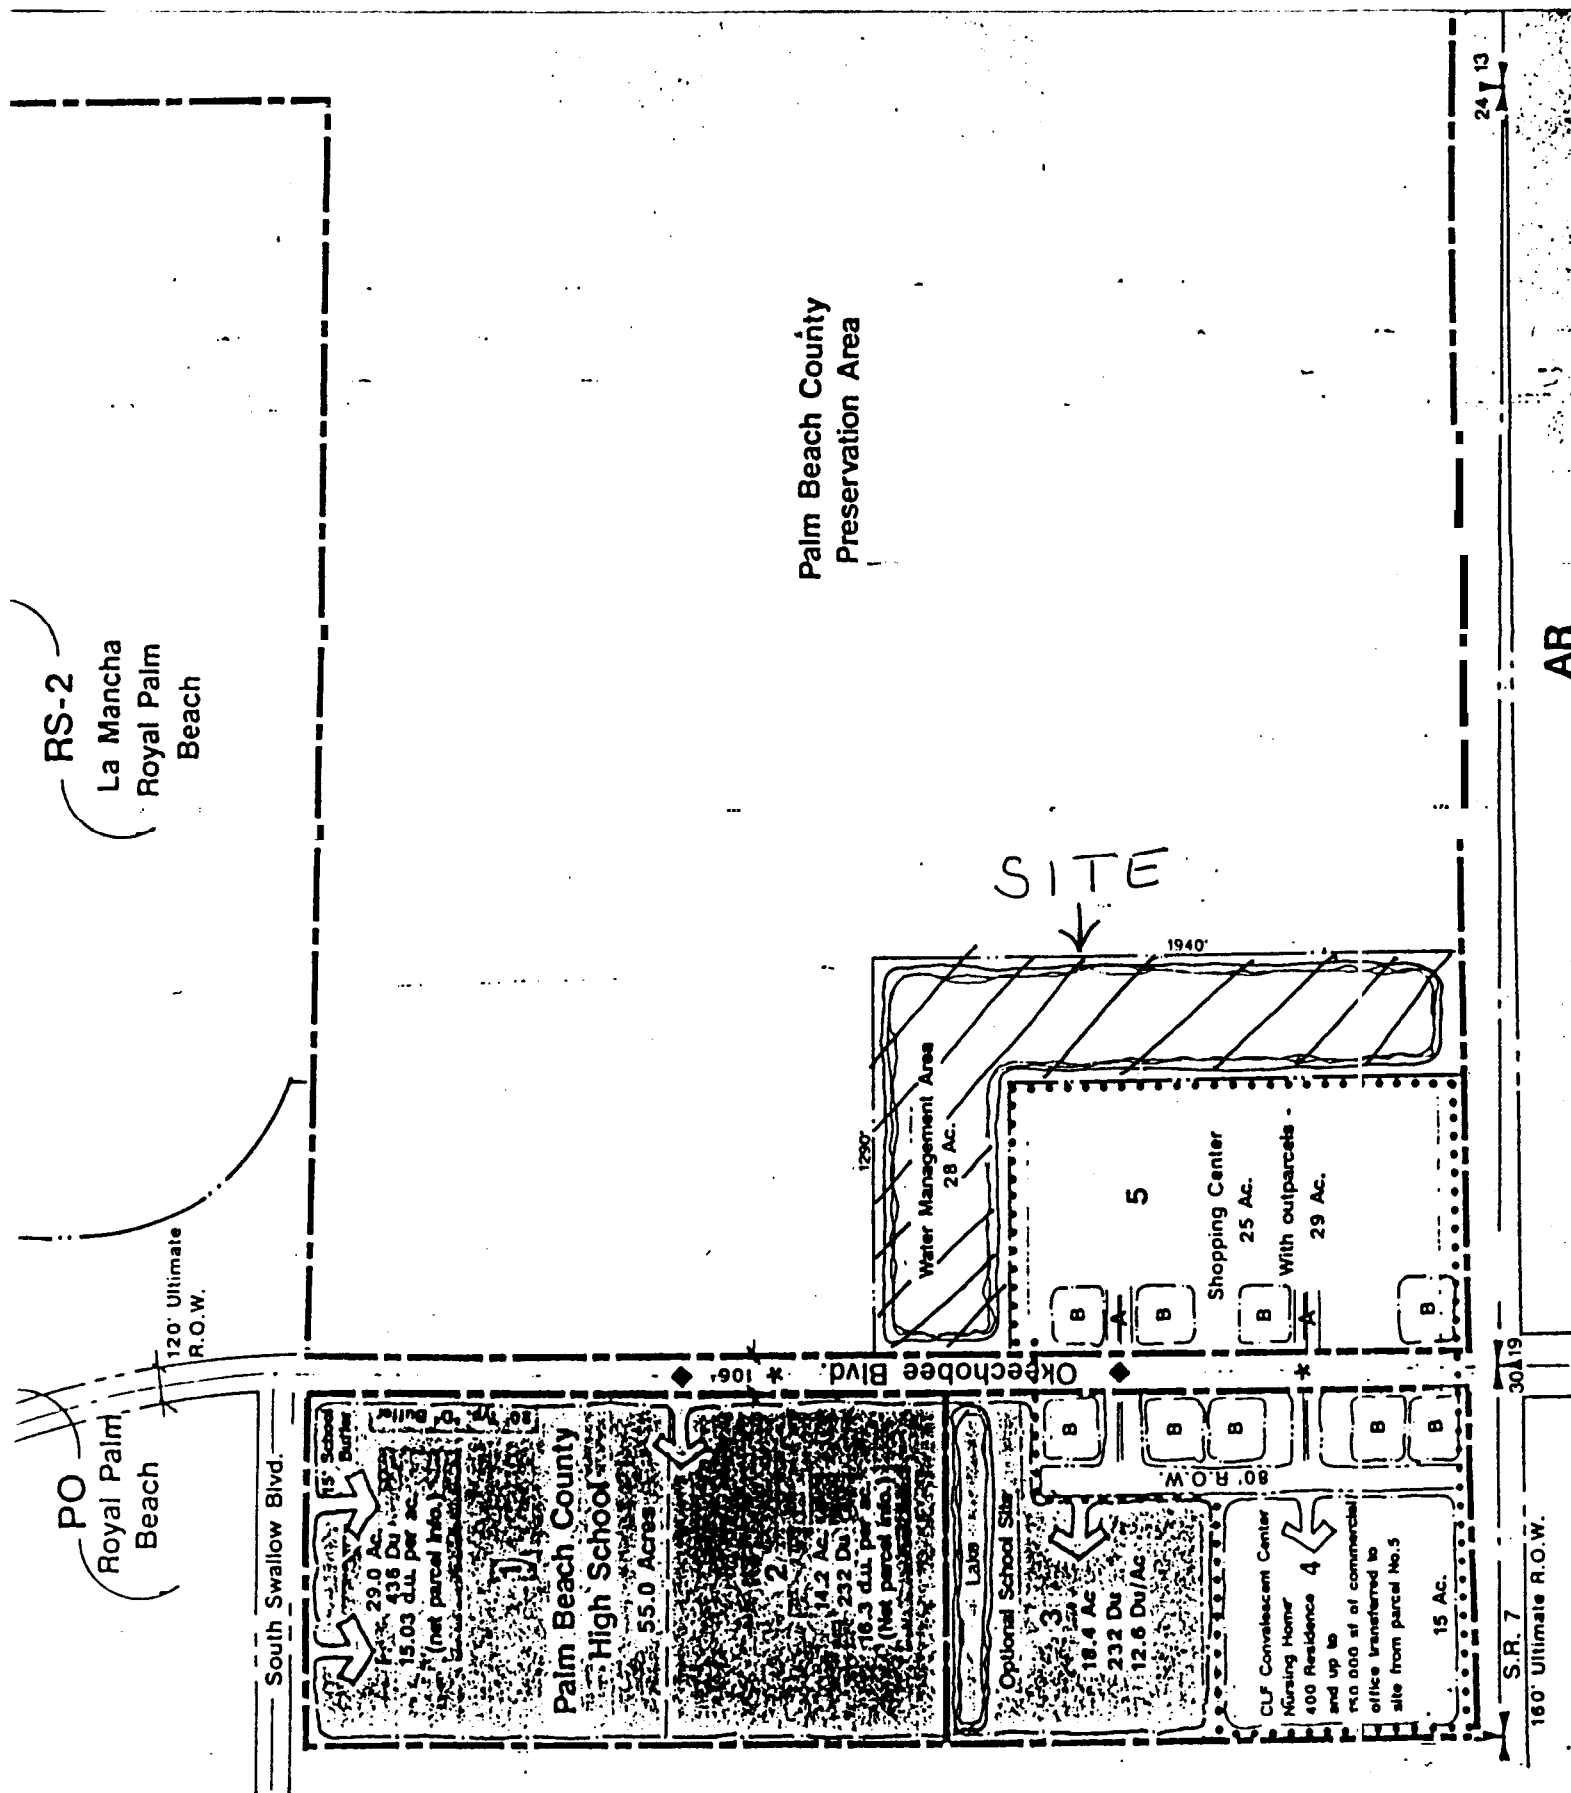 RS-2
La Mancha
Royal Palm
Beach
PO
Royal Palm
Beach
120' Ultimate
R.O.W.
South Swallow Blvd.
Palm Beach County
Preservation Area
SITE
1940'
1290'
Water Management Area
28 Ac.
5
Shopping Center
25 Ac.
With outparcels -
29 Ac.
B
B
B
B
A
A
Okeechobee Blvd.
106'
15' School
Buffer
Typ. "D" Buffer
29.0 Ac.
436 Du
15.03 d.u. per ac.
(net parcel info.)
1
Palm Beach County
High School
55.0 Acres
2
14.2 Ac.
232 Du
16.3 d.u. per ac.
(Net parcel info.)
Lake
Optional School Site
3
18.4 Ac
232 Du
12.6 Du/Ac
B
B
B
B
B
80' R.O.W.
CLF Convalescent Center
Nursing Home
400 Residence 4
and up to
of commercial/
office transferred to
site from parcel No.5
15 Ac.
S.R. 7
160' Ultimate R.O.W.
30 19
24 13
AR